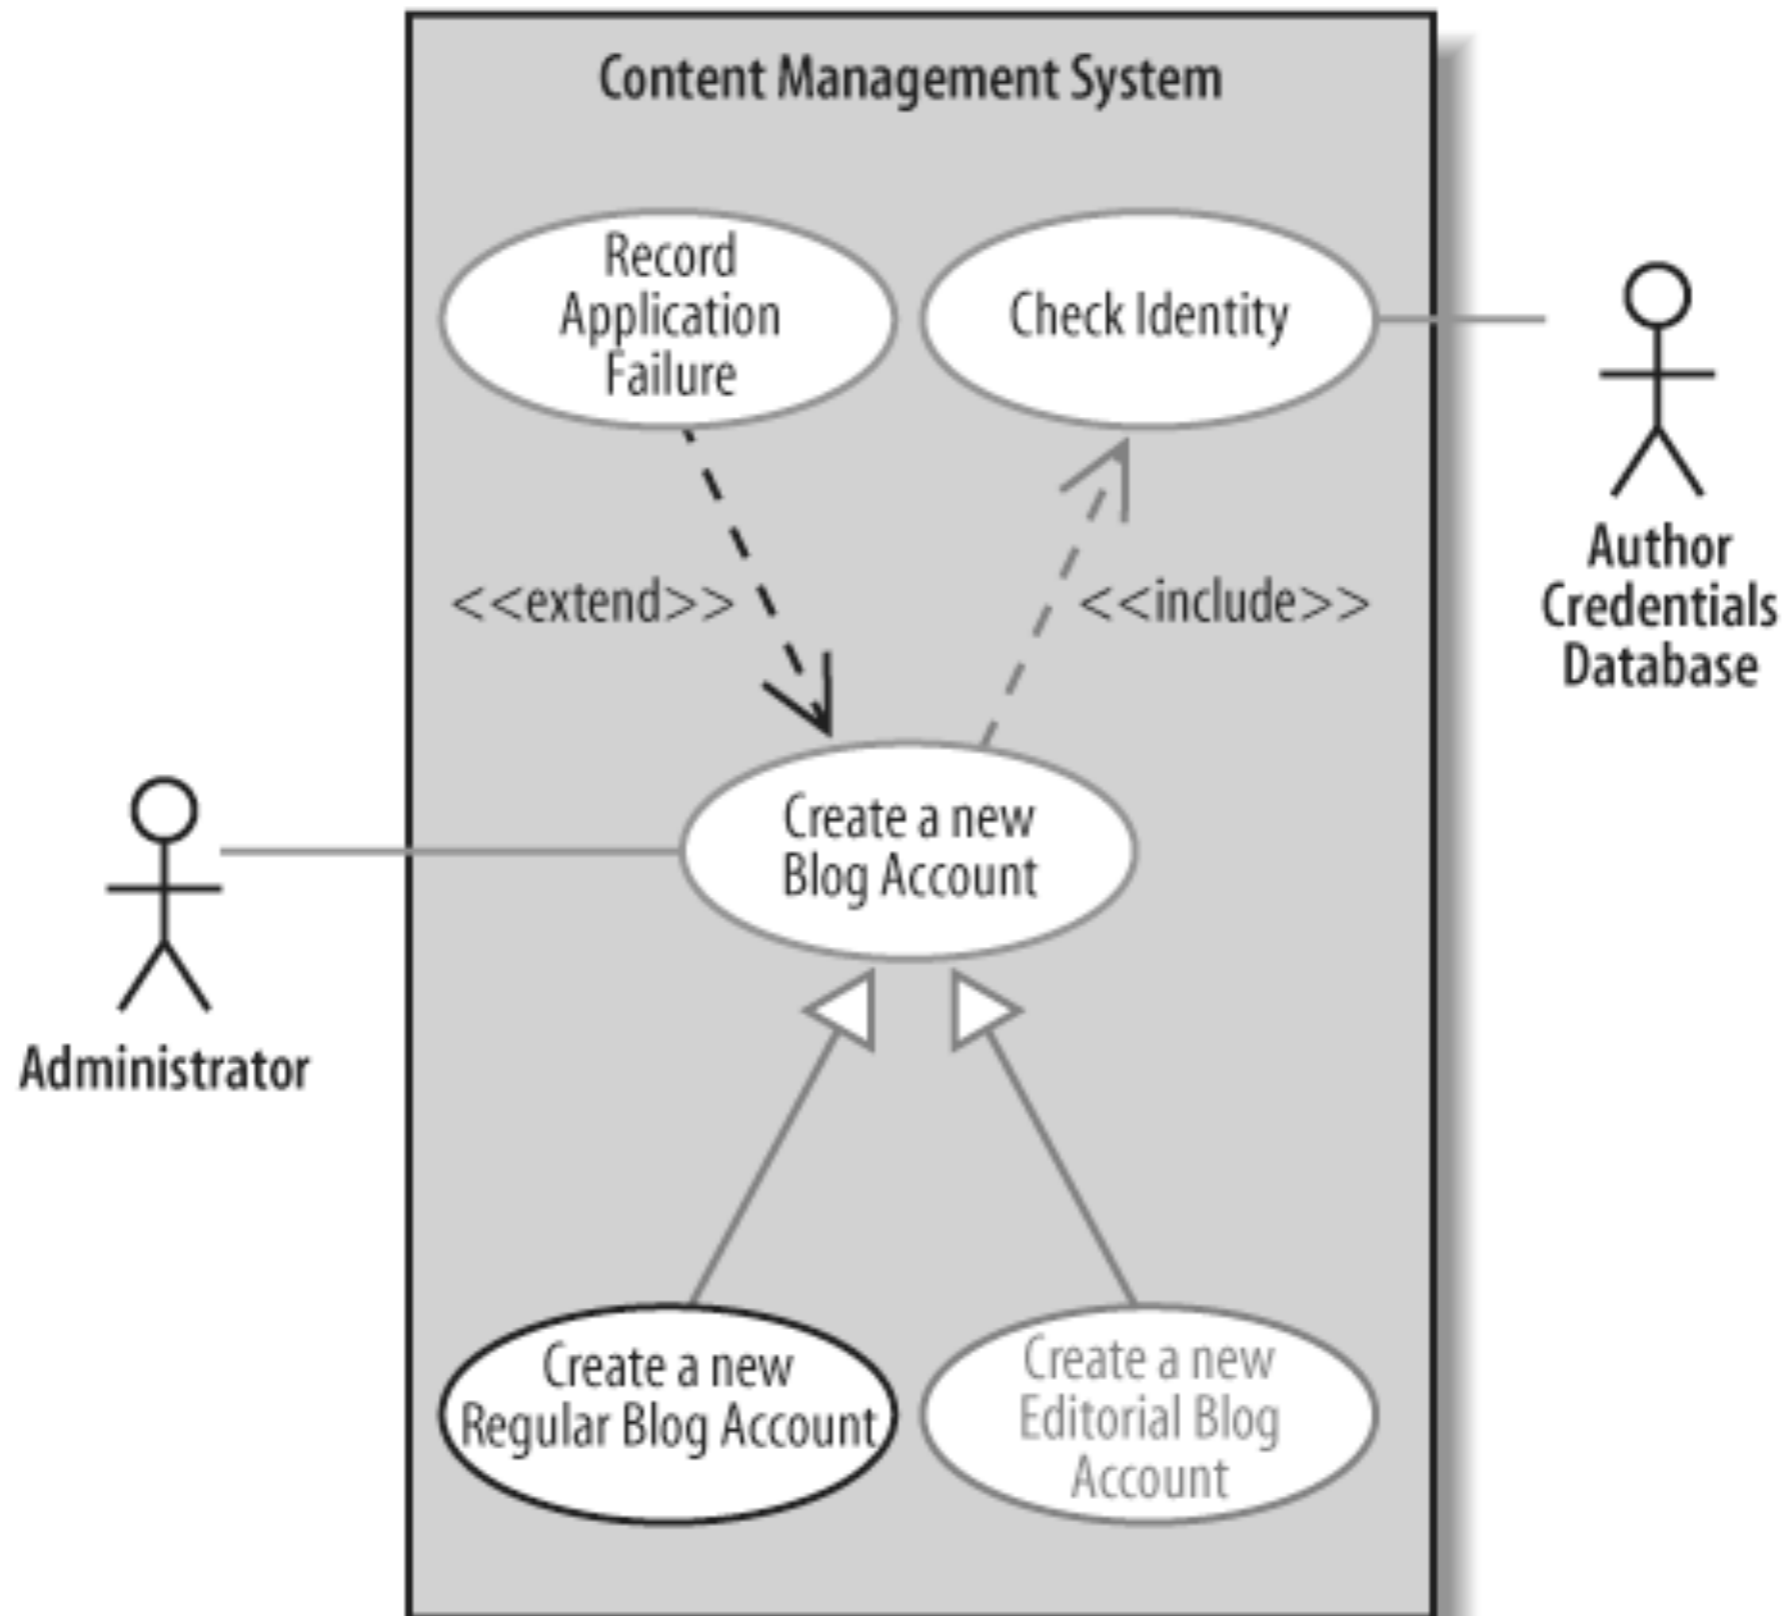 Content Management System
Record
Application
Failure
Check Identity
Author
Credentials
Database
<<extend>>
<<include>>
Create a new
Blog Account
Administrator
Create a new
Regular Blog Account
Create a new
Editorial Blog
Account